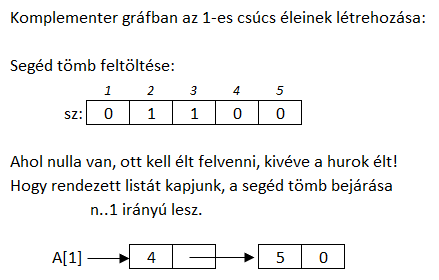 Komplementer gráfban az 1-es csúcs éleinek létrehozása:
Segéd tömb feltöltése:
1 2 3 4 5
sz: 0 1 1 0 0
Ahol nulla van, ott kell élt felvenni, kivéve a hurok élt!
Hogy rendezett listát kapjunk, a segéd tömb bejárása
n..1 irányú lesz.
A[1] 4 5 0